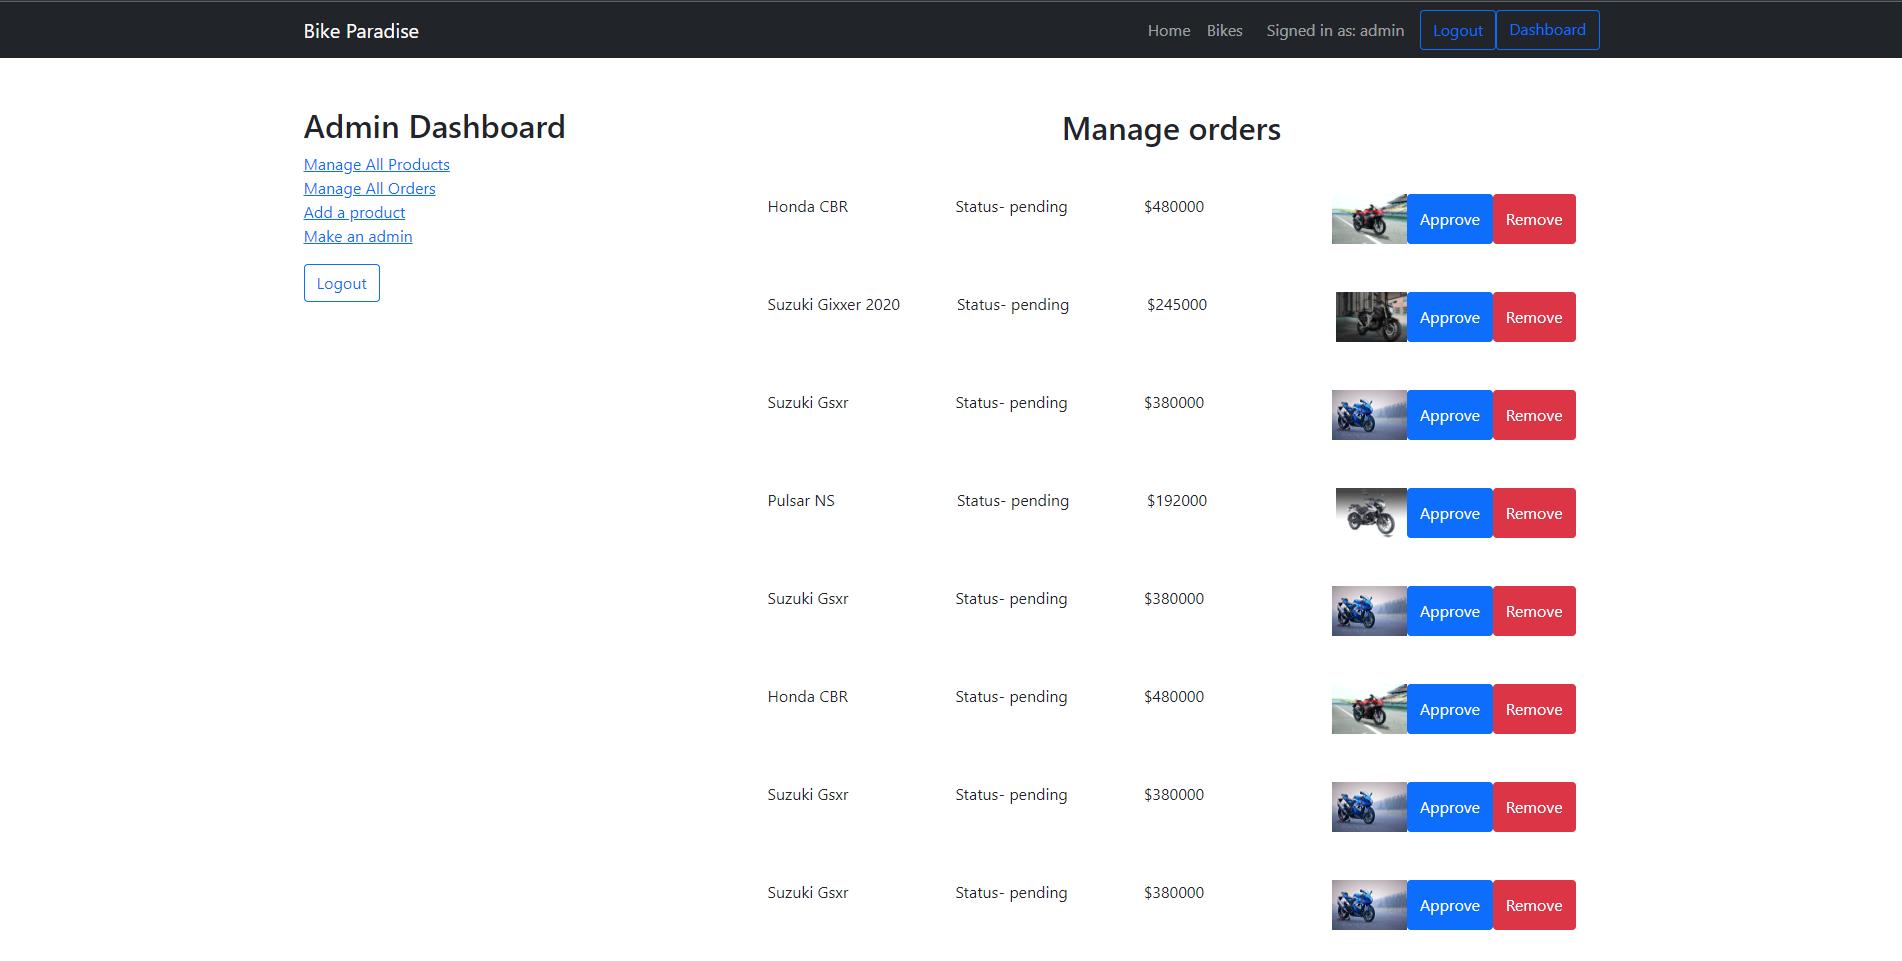 Bike Paradise Home Bikes Signed in as: admin Logout Dashboard
Admin Dashboard
Manage All Products
Manage All Orders
Add a product
Make an admin
Logout
Manage orders
Honda CBR Status- pending $480000 Approve Remove
Suzuki Gixxer 2020 Status- pending $245000 Approve Remove
Suzuki Gsxr Status- pending $380000 Approve Remove
Pulsar NS Status- pending $192000 Approve Remove
Suzuki Gsxr Status- pending $380000 Approve Remove
Honda CBR Status- pending $480000 Approve Remove
Suzuki Gsxr Status- pending $380000 Approve Remove
Suzuki Gsxr Status- pending $380000 Approve Remove